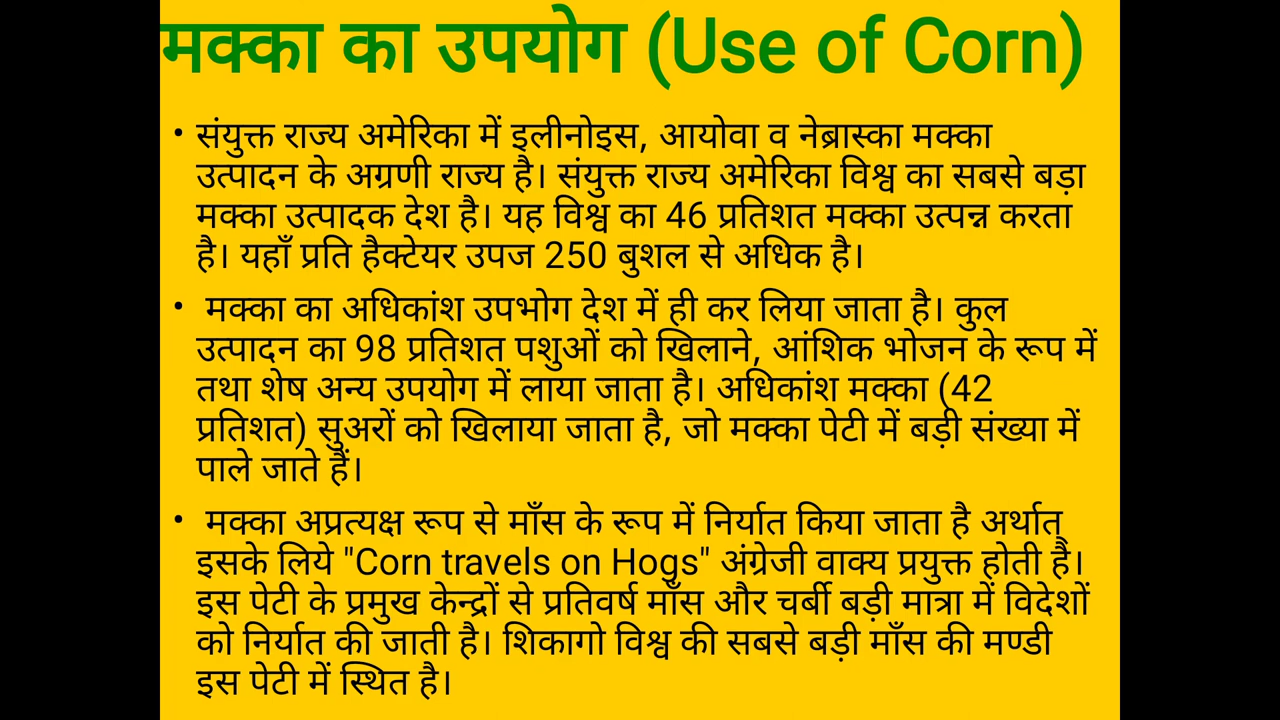 मक्का का उपयोग (Use of Corn)
• संयुक्त राज्य अमेरिका में इलीनोइस, आयोवा व नेब्रास्का मक्का
उत्पादन के अग्रणी राज्य है। संयुक्त राज्य अमेरिका विश्व का सबसे बड़ा
मक्का उत्पादक देश है। यह विश्व का 46 प्रतिशत मक्का उत्पन्न करता
है। यहाँ प्रति हैक्टेयर उपज 250 बुशल से अधिक है।
• मक्का का अधिकांश उपभोग देश में ही कर लिया जाता है। कुल
उत्पादन का 98 प्रतिशत पशुओं को खिलाने, आंशिक भोजन के रूप में
तथा शेष अन्य उपयोग में लाया जाता है। अधिकांश मक्का (42
प्रतिशत) सुअरों को खिलाया जाता है, जो मक्का पेटी में बड़ी संख्या में
पाले जाते हैं।
• मक्का अप्रत्यक्ष रूप से माँस के रूप में निर्यात किया जाता है अर्थात्
इसके लिये "Corn travels on Hogs" अंग्रेजी वाक्य प्रयुक्त होती है।
इस पेटी के प्रमुख केन्द्रों से प्रतिवर्ष माँस और चर्बी बड़ी मात्रा में विदेशों
को निर्यात की जाती है। शिकागो विश्व की सबसे बड़ी माँस की मण्डी
इस पेटी में स्थित है।